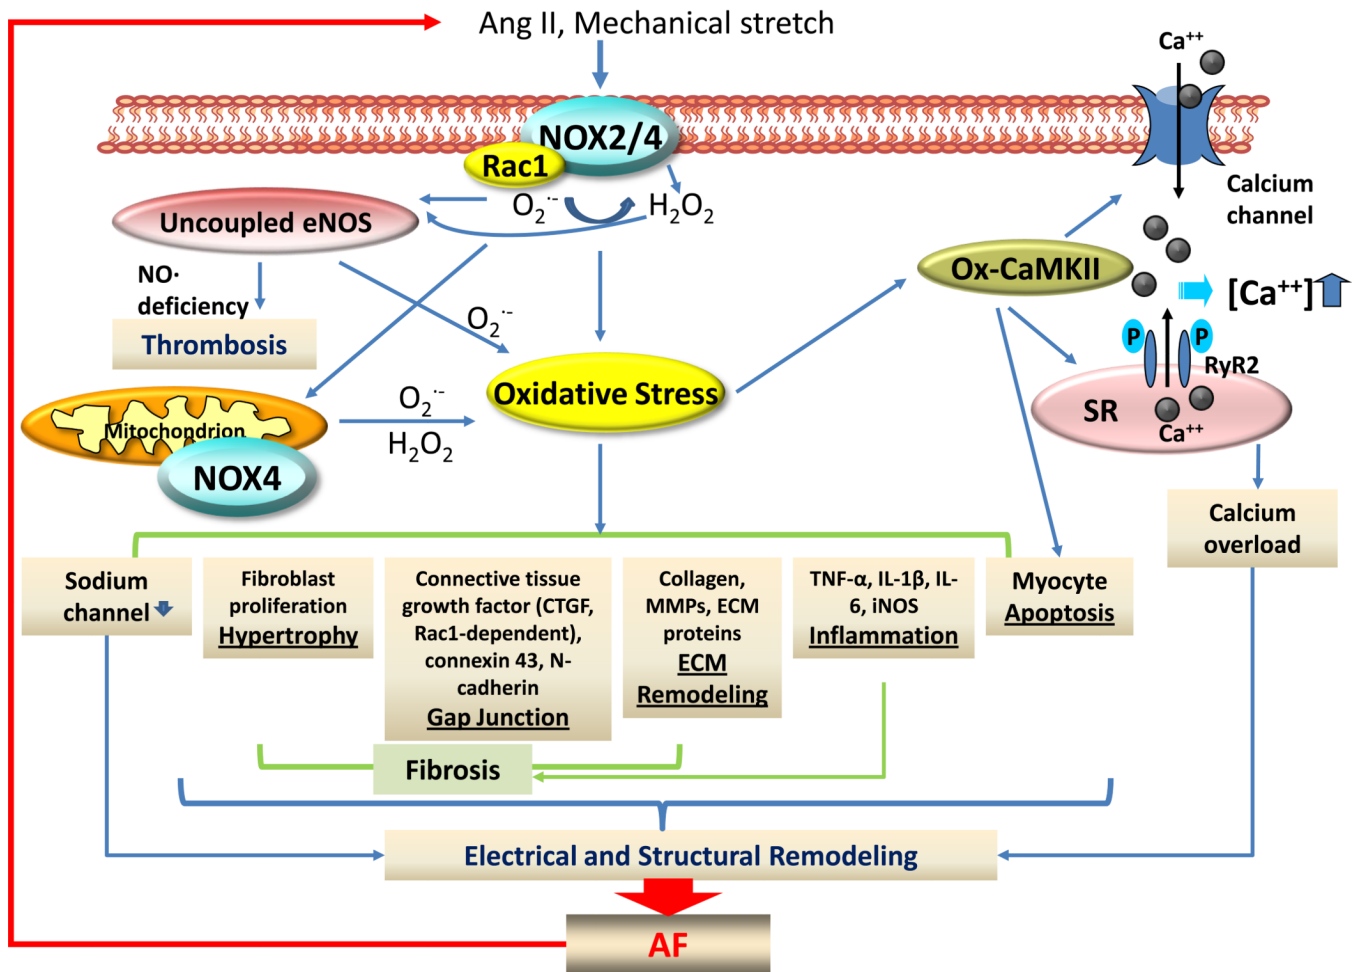 Ang II, Mechanical stretch
Ca⁺⁺
NOX2/4
Rac1
O₂·⁻
H₂O₂
Calcium
channel
Uncoupled eNOS
Ox-CaMKII
NO·
deficiency
[Ca⁺⁺]
O₂·⁻
Thrombosis
P
P
RyR2
Oxidative Stress
O₂·⁻
H₂O₂
SR
Ca⁺⁺
Mitochondrion
NOX4
Calcium
overload
Sodium
channel
Fibroblast
proliferation
Hypertrophy
Connective tissue
growth factor (CTGF,
Rac1-dependent),
connexin 43, N-
cadherin
Gap Junction
Collagen,
MMPs, ECM
proteins
ECM
Remodeling
TNF-α, IL-1β, IL-
6, iNOS
Inflammation
Myocyte
Apoptosis
Fibrosis
Electrical and Structural Remodeling
AF